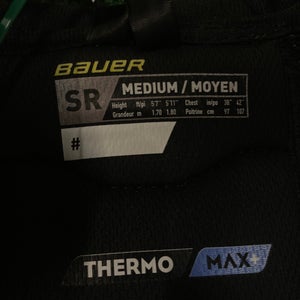 BAUER
SR MEDIUM / MOYEN
Height ft/pi 5'7" 5'11" Chest in/po 38" 42"
Grandeur m 1.70 1.80 Poitrine cm 97 107
#
THERMO MAX+